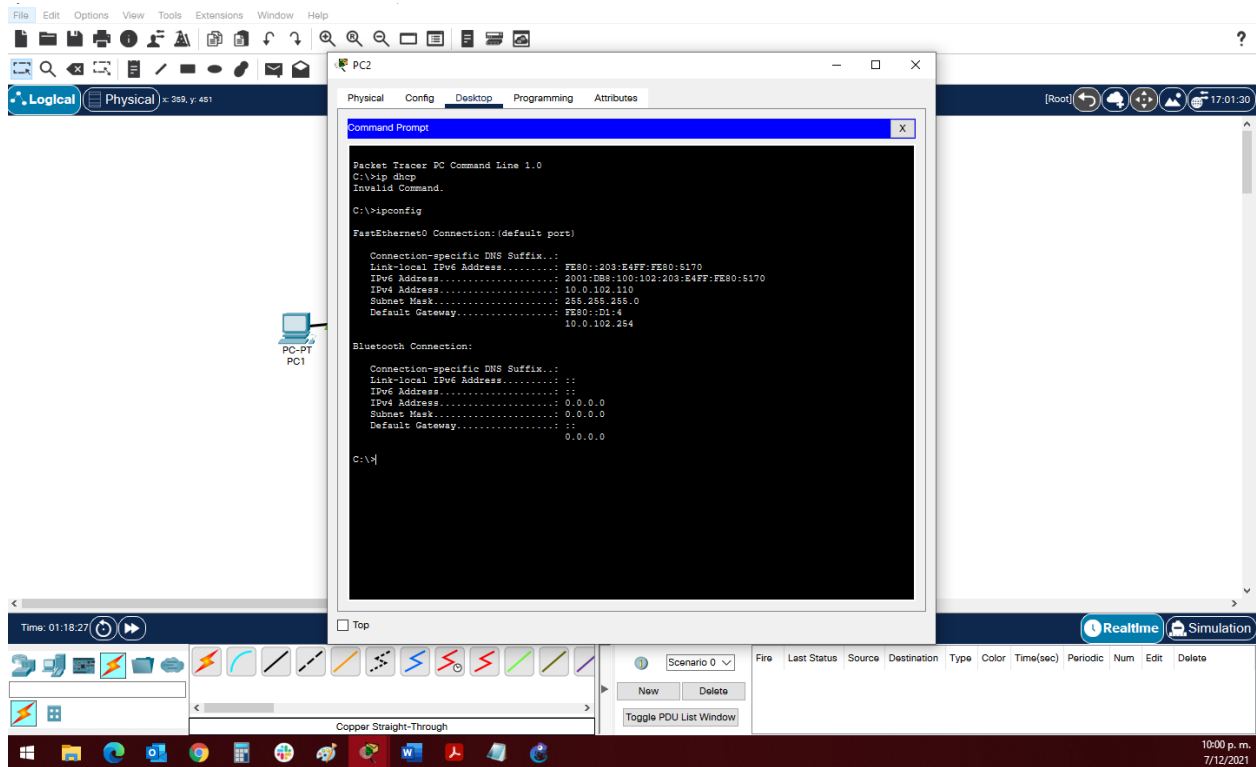 File Edit Options View Tools Extensions Window Help
?
PC2
Logical Physical x: 359, y: 451
[Root] 17:01:30
Physical Config Desktop Programming Attributes
Command Prompt X
Packet Tracer PC Command Line 1.0
C:\>ip dhcp
Invalid Command.
C:\>ipconfig
FastEthernet0 Connection:(default port)
Connection-specific DNS Suffix..:
Link-local IPv6 Address.........: FE80::203:E4FF:FE80:5170
IPv6 Address....................: 2001:DB8:100:102:203:E4FF:FE80:5170
IPv4 Address....................: 10.0.102.110
Subnet Mask.....................: 255.255.255.0
Default Gateway.................: FE80::D1:4
10.0.102.254
Bluetooth Connection:
Connection-specific DNS Suffix..:
Link-local IPv6 Address.........: ::
IPv6 Address....................: ::
IPv4 Address....................: 0.0.0.0
Subnet Mask.....................: 0.0.0.0
Default Gateway.................: ::
0.0.0.0
C:\>
PC-PT
PC1
Top
Time: 01:18:27
Realtime Simulation
Scenario 0
Fire Last Status Source Destination Type Color Time(sec) Periodic Num Edit Delete
New Delete
Toggle PDU List Window
Copper Straight-Through
10:00 p. m.
7/12/2021